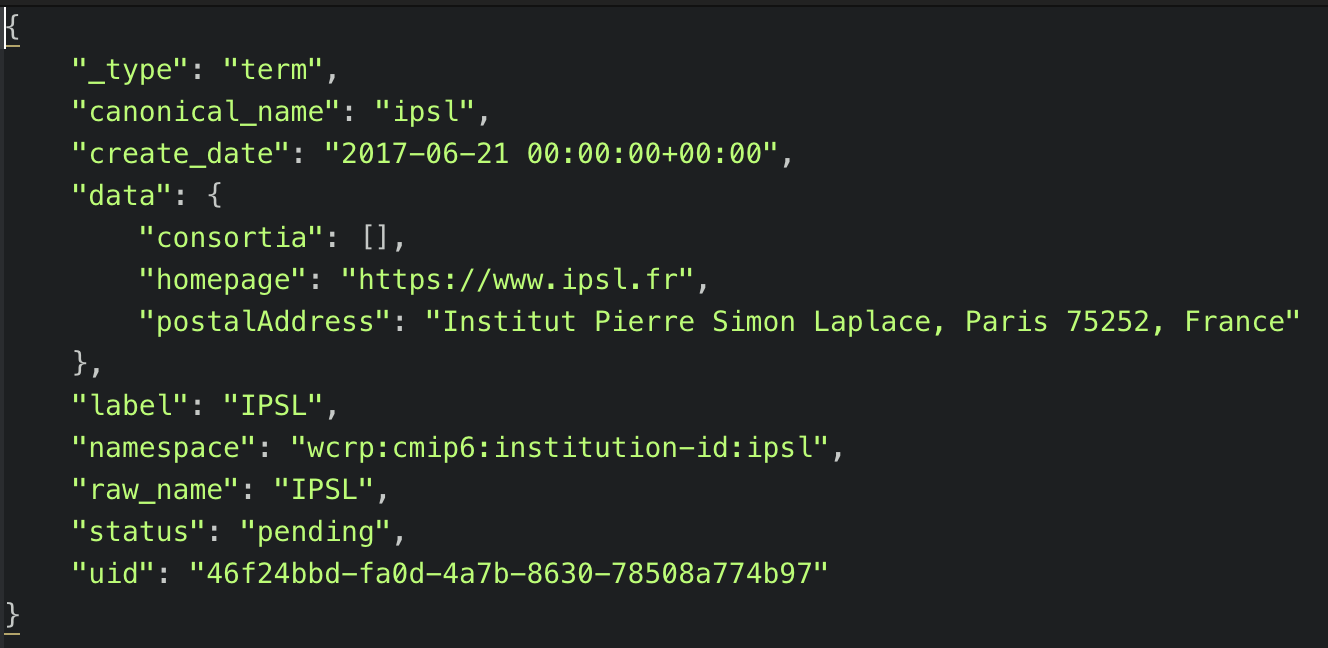 {
    "_type": "term",
    "canonical_name": "ipsl",
    "create_date": "2017-06-21 00:00:00+00:00",
    "data": {
        "consortia": [],
        "homepage": "https://www.ipsl.fr",
        "postalAddress": "Institut Pierre Simon Laplace, Paris 75252, France"
    },
    "label": "IPSL",
    "namespace": "wcrp:cmip6:institution-id:ipsl",
    "raw_name": "IPSL",
    "status": "pending",
    "uid": "46f24bbd-fa0d-4a7b-8630-78508a774b97"
}